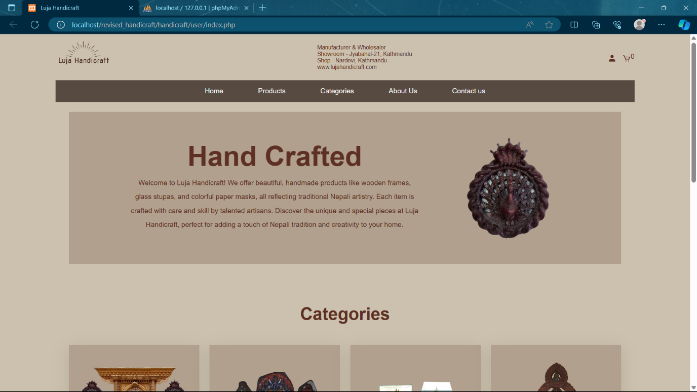 Luja Handicraft
localhost / 127.0.0.1 | phpMyAdr
localhost/revised_handicraft/handicraft/user/index.php
Luja Handicraft
Manufacturer & Wholesaler
Showroom - Jyabahal-21, Kathmandu
Shop - Nardevi, Kathmandu
www.lujahandicraft.com
0
Home Products Categories About Us Contact us
Hand Crafted
Welcome to Luja Handicraft! We offer beautiful, handmade products like wooden frames,
glass stupas, and colorful paper masks, all reflecting traditional Nepali artistry. Each item is
crafted with care and skill by talented artisans. Discover the unique and special pieces at Luja
Handicraft, perfect for adding a touch of Nepali tradition and creativity to your home.
Categories